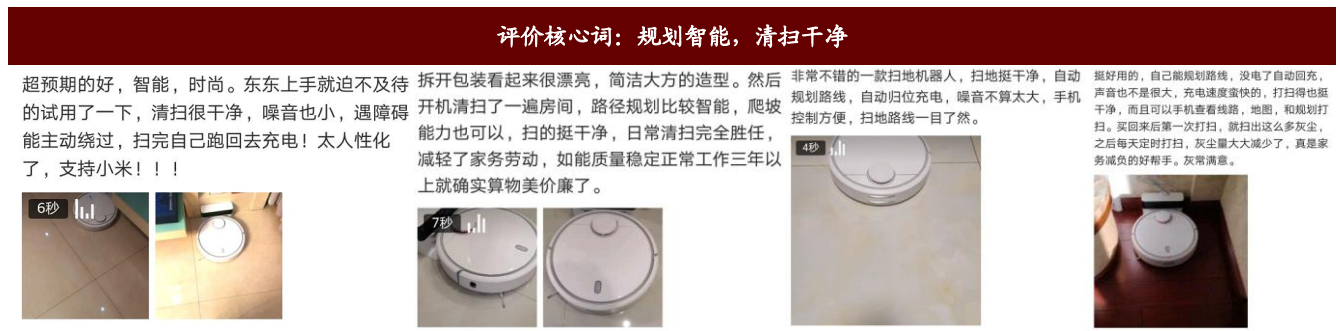 评价核心词：规划智能，清扫干净
超预期的好，智能，时尚。东东上手就迫不及待
的试用了一下，清扫很干净，噪音也小，遇障碍
能主动绕过，扫完自己跑回去充电！太人性化
了，支持小米！！！
6秒
拆开包装看起来很漂亮，简洁大方的造型。然后
开机清扫了一遍房间，路径规划比较智能，爬坡
能力也可以，扫的挺干净，日常清扫完全胜任，
减轻了家务劳动，如能质量稳定正常工作三年以
上就确实算物美价廉了。
7秒
非常不错的一款扫地机器人，扫地挺干净，自动
规划路线，自动归位充电，噪音不算太大，手机
控制方便，扫地路线一目了然。
4秒
挺好用的，自己能规划路线，没电了自动回充，
声音也不是很大，充电速度蛮快的，打扫得也挺
干净，而且可以手机查看线路，地图，和规划打
扫。买回来后第一次打扫，就扫出这么多灰尘，
之后每天定时打扫，灰尘量大大减少了，真是家
务减负的好帮手。灰常满意。